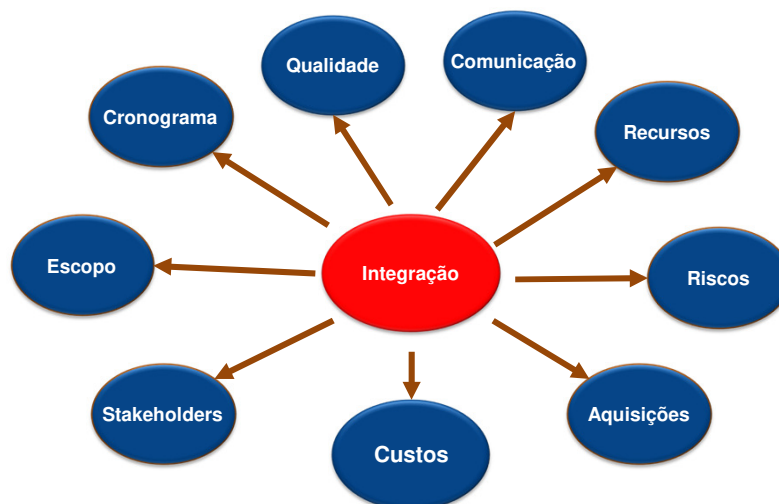 Qualidade
Comunicação
Cronograma
Recursos
Escopo
Integração
Riscos
Stakeholders
Custos
Aquisições